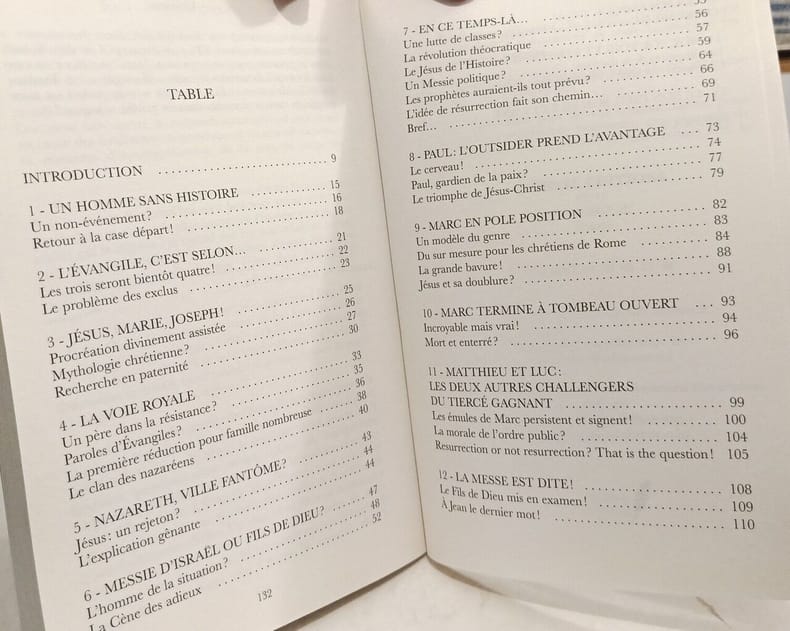 TABLE
INTRODUCTION . . . . . . . . . . . . . . . . . . . . 9
1 - UN HOMME SANS HISTOIRE . . . . . . . . . . 15
Un non-événement? . . . . . . . . . . . . . . . . . . . . 16
Retour à la case départ! . . . . . . . . . . . . . . . . . . 18
2 - L'ÉVANGILE, C'EST SELON... . . . . . . . . . . 21
Les trois seront bientôt quatre! . . . . . . . . . . . . 22
Le problème des exclus . . . . . . . . . . . . . . . . . . 23
3 - JÉSUS, MARIE, JOSEPH! . . . . . . . . . . . . . 25
Procréation divinement assistée . . . . . . . . . . . . 26
Mythologie chrétienne? . . . . . . . . . . . . . . . . . . 27
Recherche en paternité . . . . . . . . . . . . . . . . . . 30
4 - LA VOIE ROYALE . . . . . . . . . . . . . . . . . . 33
Un père dans la résistance? . . . . . . . . . . . . . . . 35
Paroles d'Évangiles? . . . . . . . . . . . . . . . . . . . . 36
La première réduction pour famille nombreuse . . . 38
Le clan des nazaréens . . . . . . . . . . . . . . . . . . . 40
5 - NAZARETH, VILLE FANTÔME? . . . . . . . . . 43
Jésus: un rejeton? . . . . . . . . . . . . . . . . . . . . . 44
L'explication gênante . . . . . . . . . . . . . . . . . . . 44
6 - MESSIE D'ISRAËL OU FILS DE DIEU? . . . . 47
L'homme de la situation? . . . . . . . . . . . . . . . . 48
La Cène des adieux . . . . . . . . . . . . . . . . . . . . 52
132
7 - EN CE TEMPS-LÀ... . . . . . . . . . . . . . . . . 55
Une lutte de classes? . . . . . . . . . . . . . . . . . . . 56
La révolution théocratique . . . . . . . . . . . . . . . 57
Le Jésus de l'Histoire? . . . . . . . . . . . . . . . . . . 59
Un Messie politique? . . . . . . . . . . . . . . . . . . . 64
Les prophètes auraient-ils tout prévu? . . . . . . . . 66
L'idée de résurrection fait son chemin... . . . . . . . 69
Bref... . . . . . . . . . . . . . . . . . . . . . . . . . . . . 71
8 - PAUL: L'OUTSIDER PREND L'AVANTAGE . . . 73
Le cerveau! . . . . . . . . . . . . . . . . . . . . . . . . . 74
Paul, gardien de la paix? . . . . . . . . . . . . . . . . . 77
Le triomphe de Jésus-Christ . . . . . . . . . . . . . . . 79
9 - MARC EN POLE POSITION . . . . . . . . . . . . 82
Un modèle du genre . . . . . . . . . . . . . . . . . . . . 83
Du sur mesure pour les chrétiens de Rome . . . . . 84
La grande bavure! . . . . . . . . . . . . . . . . . . . . . 88
Jésus et sa doublure? . . . . . . . . . . . . . . . . . . . 91
10 - MARC TERMINE À TOMBEAU OUVERT . . . 93
Incroyable mais vrai! . . . . . . . . . . . . . . . . . . . 94
Mort et enterré? . . . . . . . . . . . . . . . . . . . . . . 96
11 - MATTHIEU ET LUC:
LES DEUX AUTRES CHALLENGERS
DU TIERCÉ GAGNANT . . . . . . . . . . . . . . . . . 99
Les émules de Marc persistent et signent! . . . . . . 100
La morale de l'ordre public? . . . . . . . . . . . . . . . 104
Resurrection or not resurrection? That is the question! 105
12 - LA MESSE EST DITE! . . . . . . . . . . . . . . . 108
Le Fils de Dieu mis en examen! . . . . . . . . . . . . 109
À Jean le dernier mot! . . . . . . . . . . . . . . . . . . 110